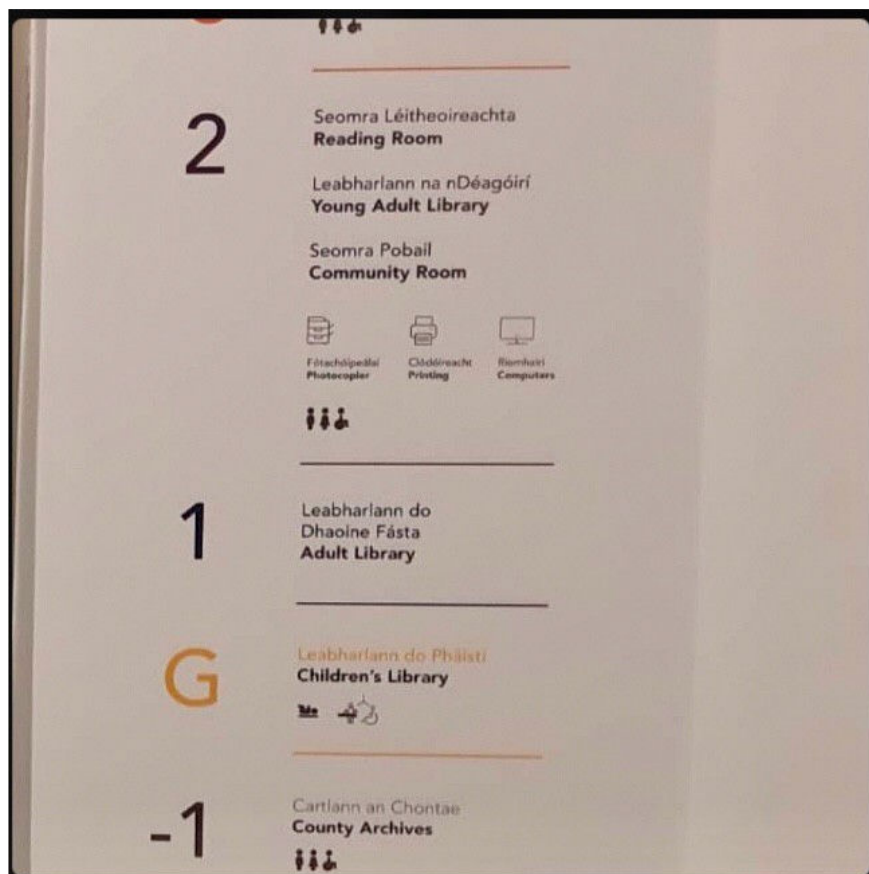 2
Seomra Léitheoireachta
Reading Room
Leabharlann na nDéagóirí
Young Adult Library
Seomra Pobail
Community Room
Fótachóipeálaí
Photocopier
Clódóireacht
Printing
Ríomhairí
Computers
1
Leabharlann do
Dhaoine Fásta
Adult Library
G
Leabharlann do Pháistí
Children's Library
-1
Cartlann an Chontae
County Archives